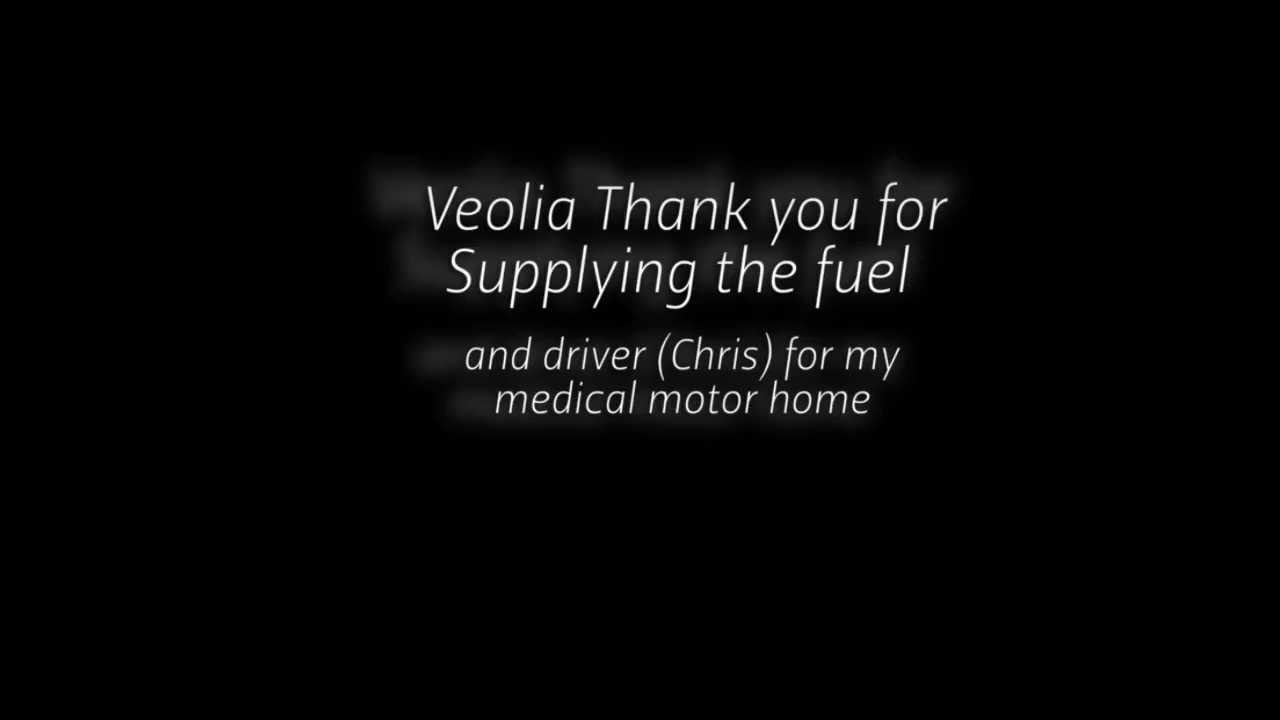 Veolia Thank you for
Supplying the fuel
and driver (Chris) for my
medical motor home